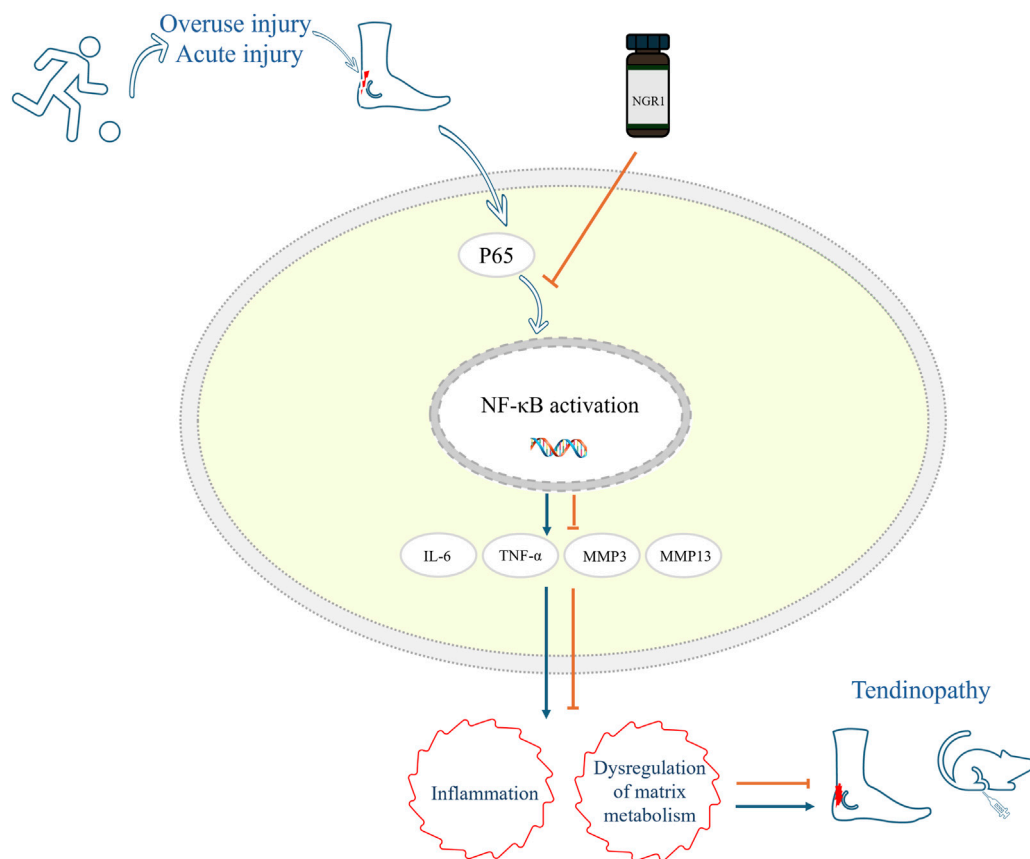 Overuse injury
Acute injury
NGR1
P65
NF-κB activation
IL-6
TNF-α
MMP3
MMP13
Tendinopathy
Inflammation
Dysregulation
of matrix
metabolism